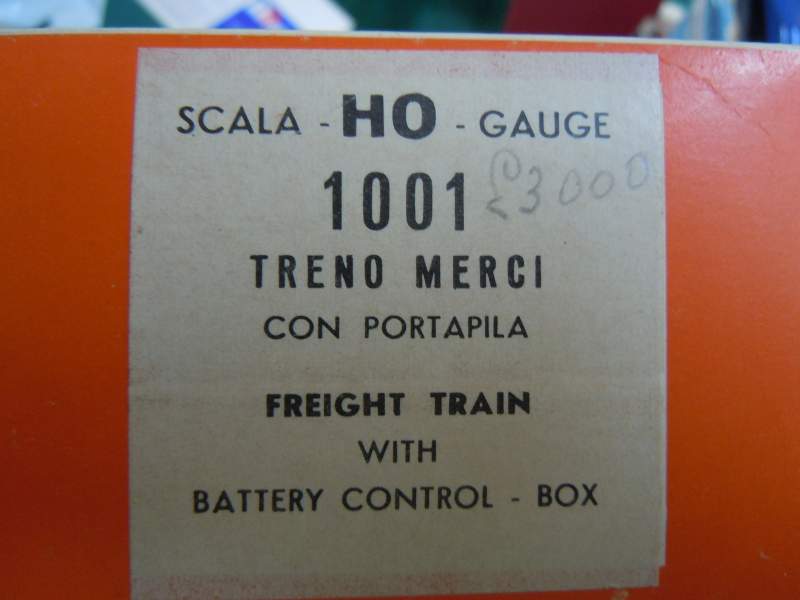 SCALA - HO - GAUGE
1001 £3000
TRENO MERCI
CON PORTAPILA
FREIGHT TRAIN
WITH
BATTERY CONTROL - BOX